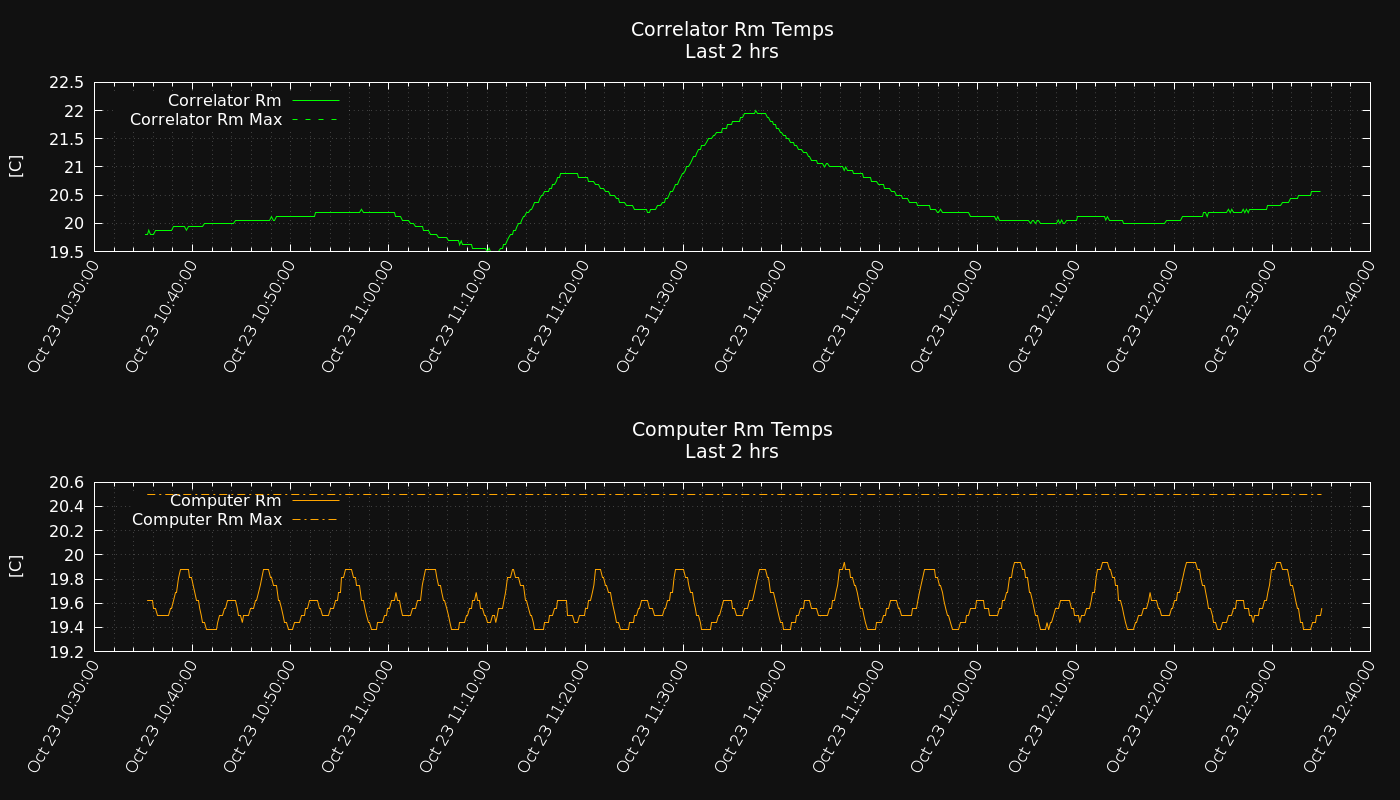 Correlator Rm Temps
Last 2 hrs
[C]
22.5
22
21.5
21
20.5
20
19.5
Correlator Rm
Correlator Rm Max
Oct 23 10:30:00
Oct 23 10:40:00
Oct 23 10:50:00
Oct 23 11:00:00
Oct 23 11:10:00
Oct 23 11:20:00
Oct 23 11:30:00
Oct 23 11:40:00
Oct 23 11:50:00
Oct 23 12:00:00
Oct 23 12:10:00
Oct 23 12:20:00
Oct 23 12:30:00
Oct 23 12:40:00
Computer Rm Temps
Last 2 hrs
[C]
20.6
20.4
20.2
20
19.8
19.6
19.4
19.2
Computer Rm
Computer Rm Max
Oct 23 10:30:00
Oct 23 10:40:00
Oct 23 10:50:00
Oct 23 11:00:00
Oct 23 11:10:00
Oct 23 11:20:00
Oct 23 11:30:00
Oct 23 11:40:00
Oct 23 11:50:00
Oct 23 12:00:00
Oct 23 12:10:00
Oct 23 12:20:00
Oct 23 12:30:00
Oct 23 12:40:00